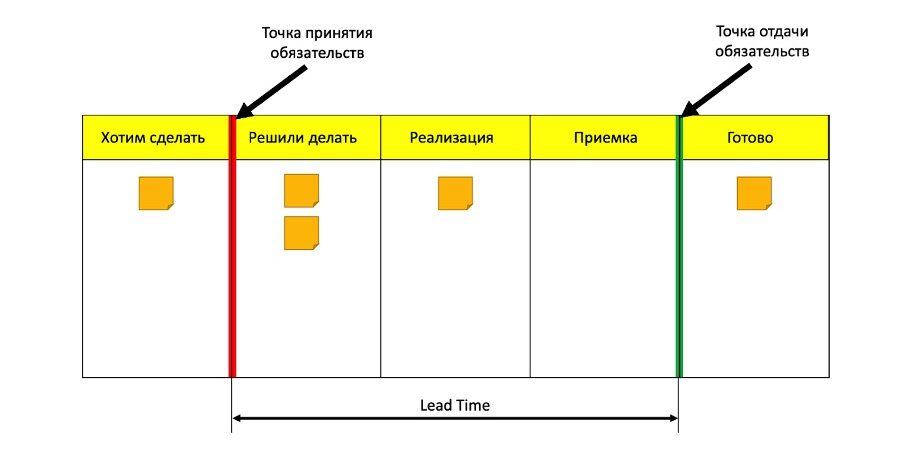 Точка принятия
обязательств
Точка отдачи
обязательств
Хотим сделать
Решили делать
Реализация
Приемка
Готово
Lead Time